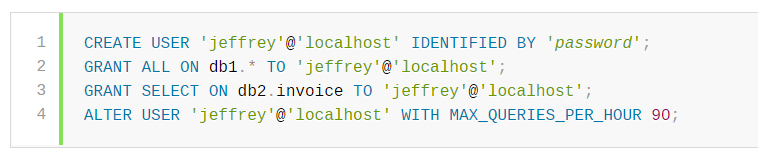 1 CREATE USER 'jeffrey'@'localhost' IDENTIFIED BY 'password';
2 GRANT ALL ON db1.* TO 'jeffrey'@'localhost';
3 GRANT SELECT ON db2.invoice TO 'jeffrey'@'localhost';
4 ALTER USER 'jeffrey'@'localhost' WITH MAX_QUERIES_PER_HOUR 90;